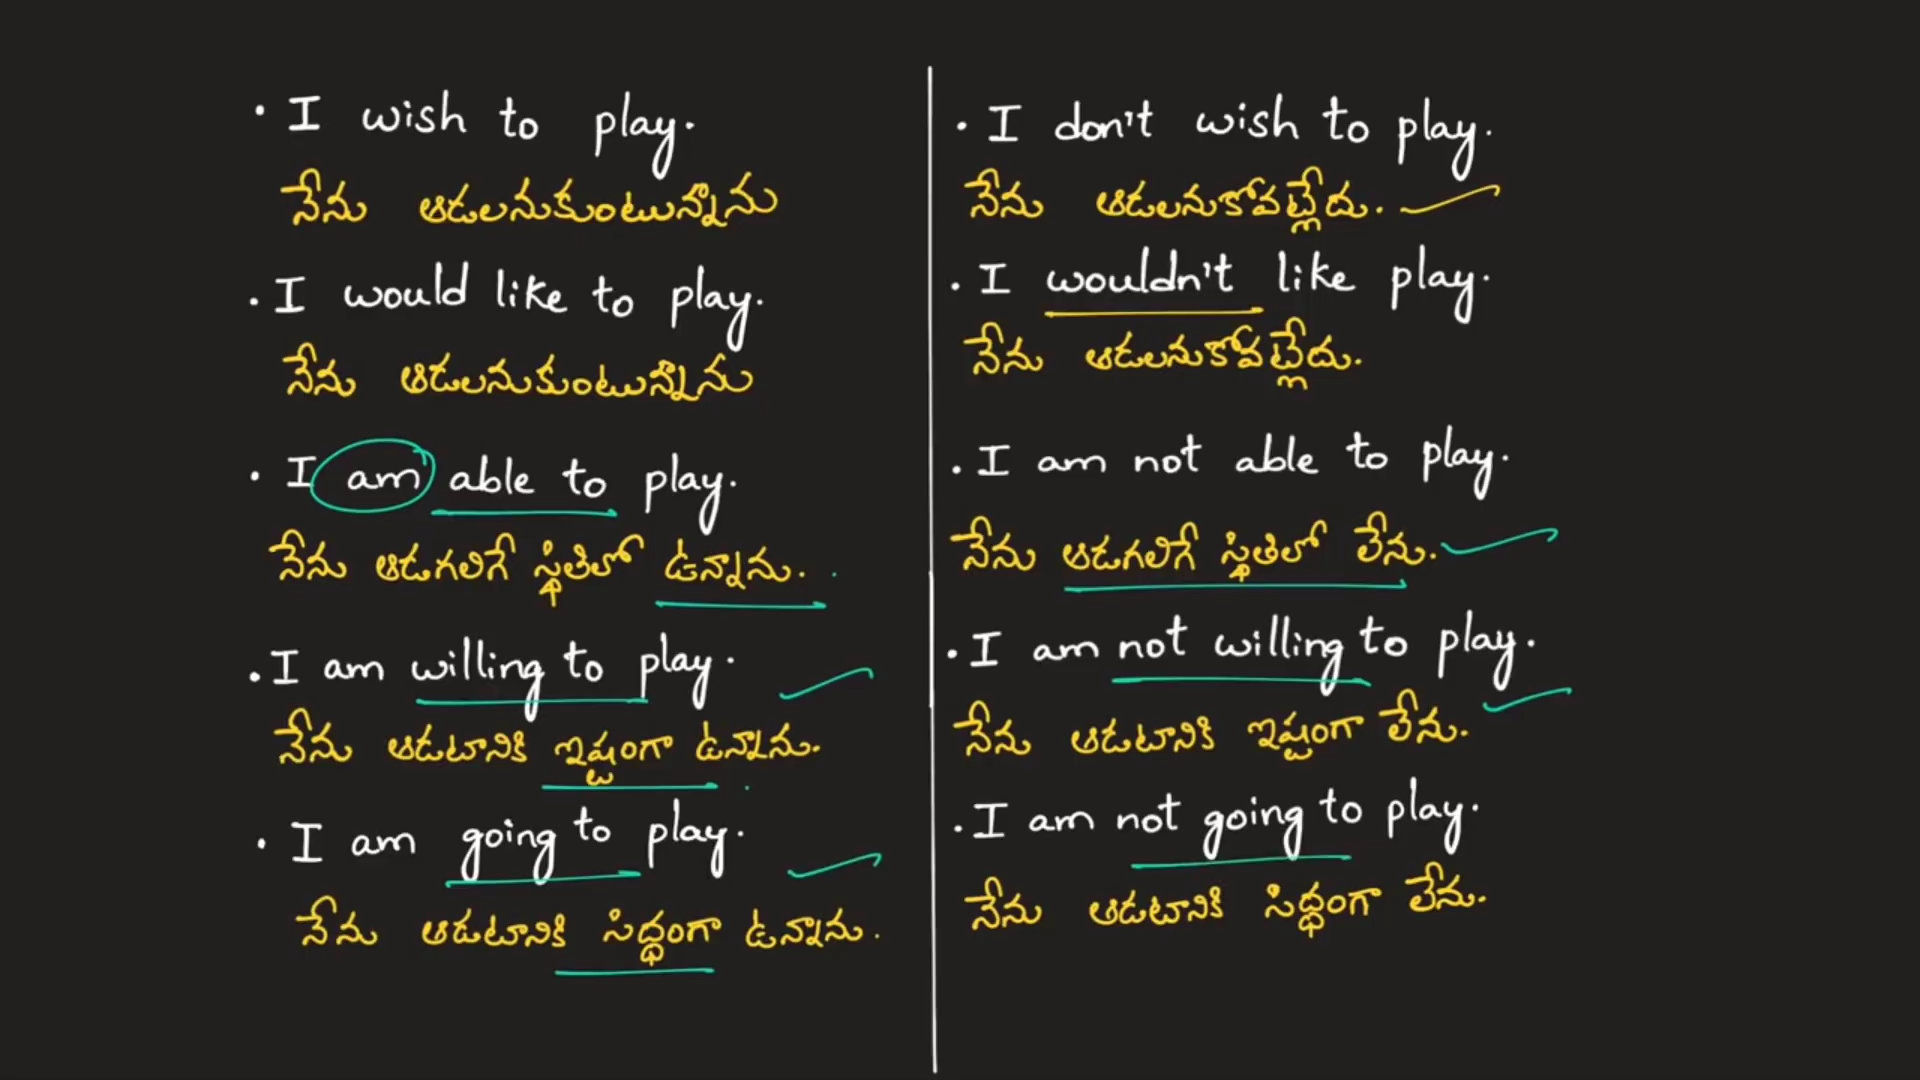 • I wish to play.
నేను ఆడలనుకుంటున్నాను
• I would like to play.
నేను ఆడలనుకుంటున్నాను
• I am able to play.
నేను ఆడగలిగే స్థితిలో ఉన్నాను.
• I am willing to play.
నేను ఆడటానికి ఇష్టంగా ఉన్నాను.
• I am going to play.
నేను ఆడటానికి సిద్ధంగా ఉన్నాను.
• I don't wish to play.
నేను ఆడలనుకోవట్లేదు.
• I wouldn't like play.
నేను ఆడలనుకోవట్లేదు.
• I am not able to play.
నేను ఆడగలిగే స్థితిలో లేను.
• I am not willing to play.
నేను ఆడటానికి ఇష్టంగా లేను.
• I am not going to play.
నేను ఆడటానికి సిద్ధంగా లేను.